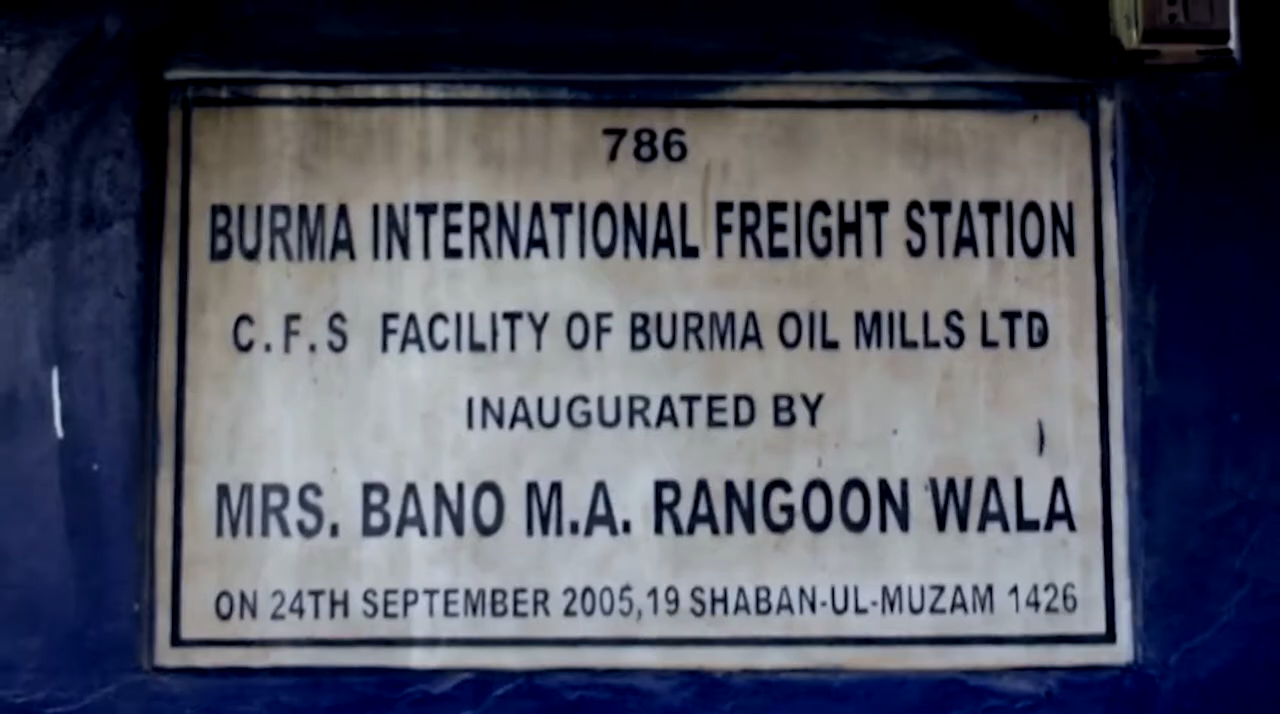 786
BURMA INTERNATIONAL FREIGHT STATION
C.F.S FACILITY OF BURMA OIL MILLS LTD
INAUGURATED BY
MRS. BANO M.A. RANGOON WALA
ON 24TH SEPTEMBER 2005,19 SHABAN-UL-MUZAM 1426